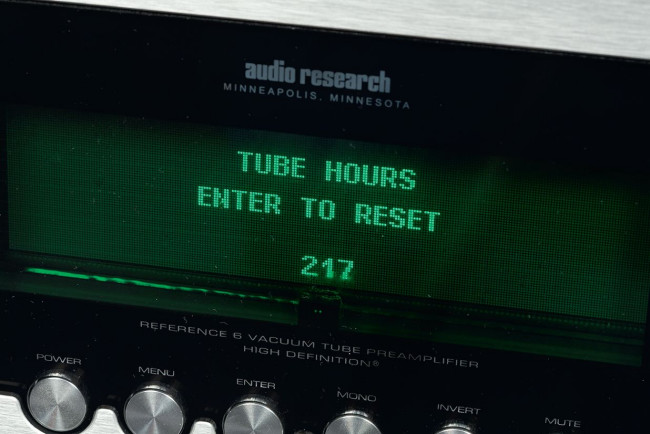 audio research
MINNEAPOLIS, MINNESOTA
TUBE HOURS
ENTER TO RESET
217
REFERENCE 6 VACUUM TUBE PREAMPLIFIER
HIGH DEFINITION®
POWER
MENU
ENTER
MONO
INVERT
MUTE